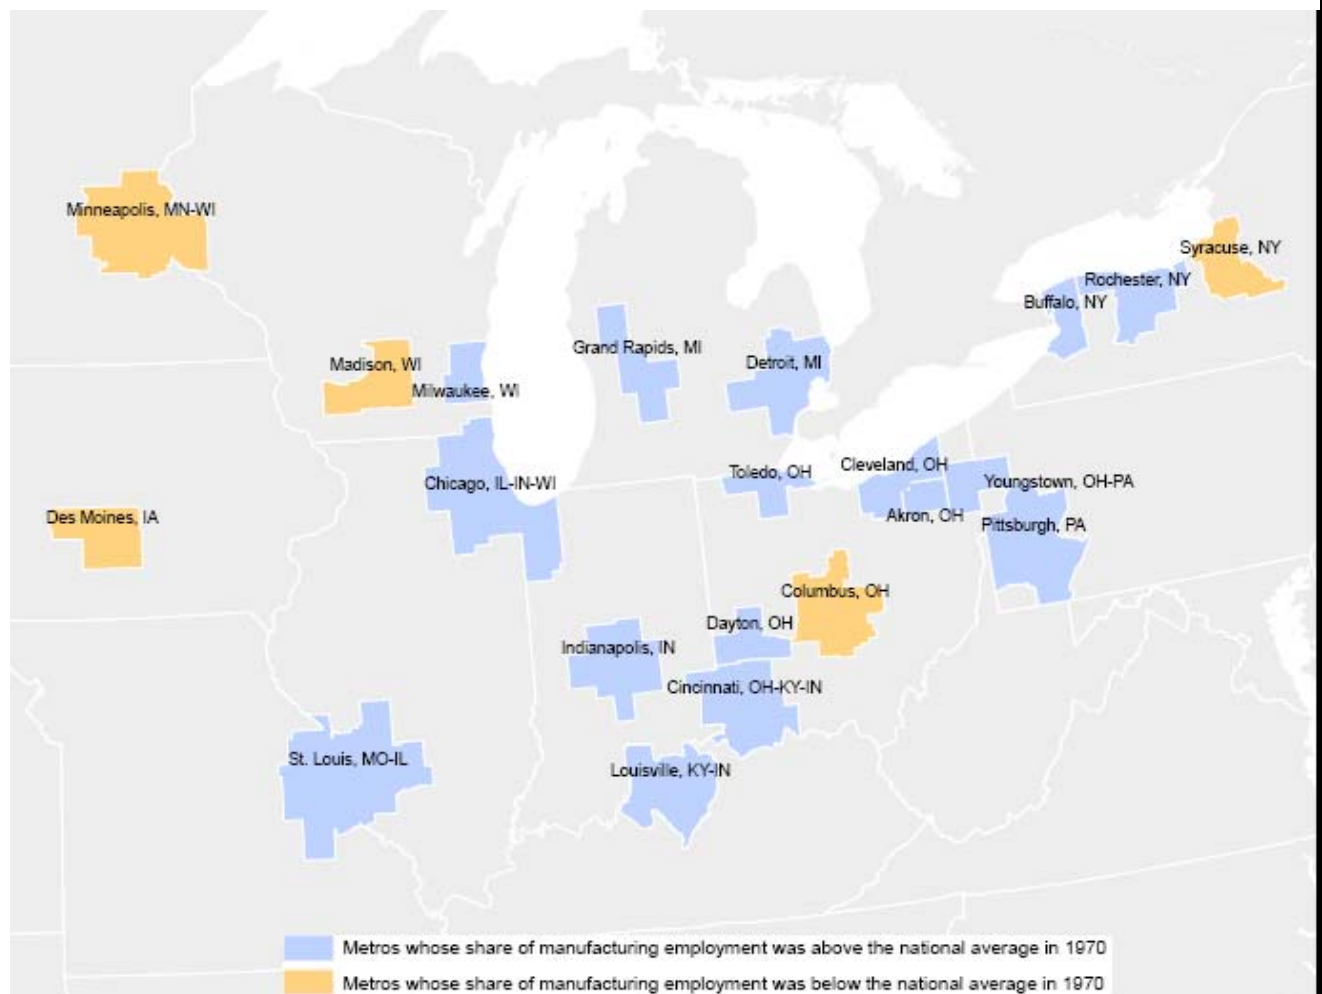 Minneapolis, MN-WI
Syracuse, NY
Rochester, NY
Buffalo, NY
Grand Rapids, MI
Detroit, MI
Madison, WI
Milwaukee, WI
Cleveland, OH
Toledo, OH
Youngstown, OH-PA
Chicago, IL-IN-WI
Des Moines, IA
Akron, OH
Pittsburgh, PA
Columbus, OH
Dayton, OH
Indianapolis, IN
Cincinnati, OH-KY-IN
St. Louis, MO-IL
Louisville, KY-IN
Metros whose share of manufacturing employment was above the national average in 1970
Metros whose share of manufacturing employment was below the national average in 1970